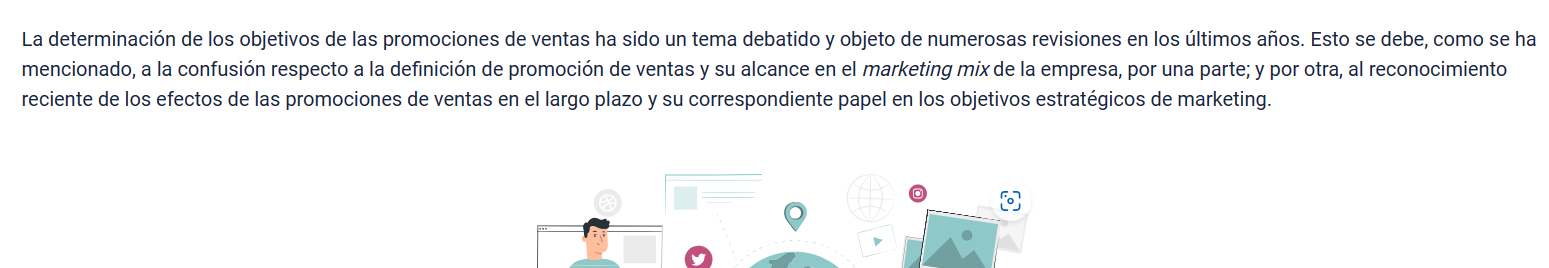 La determinación de los objetivos de las promociones de ventas ha sido un tema debatido y objeto de numerosas revisiones en los últimos años. Esto se debe, como se ha
mencionado, a la confusión respecto a la definición de promoción de ventas y su alcance en el marketing mix de la empresa, por una parte; y por otra, al reconocimiento
reciente de los efectos de las promociones de ventas en el largo plazo y su correspondiente papel en los objetivos estratégicos de marketing.